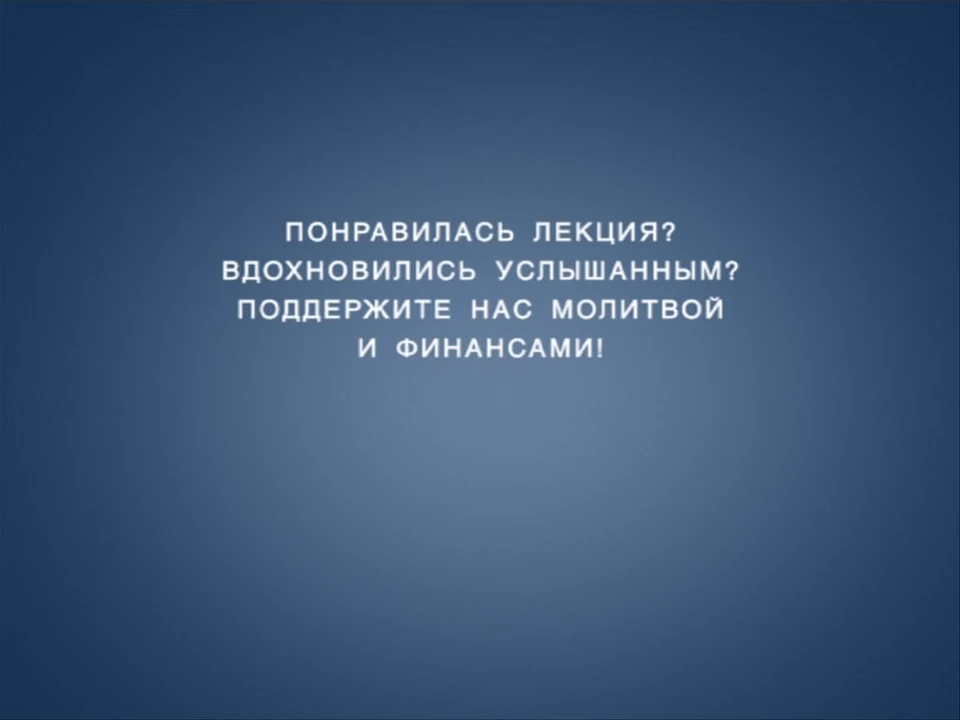 ПОНРАВИЛАСЬ ЛЕКЦИЯ?
ВДОХНОВИЛИСЬ УСЛЫШАННЫМ?
ПОДДЕРЖИТЕ НАС МОЛИТВОЙ
И ФИНАНСАМИ!